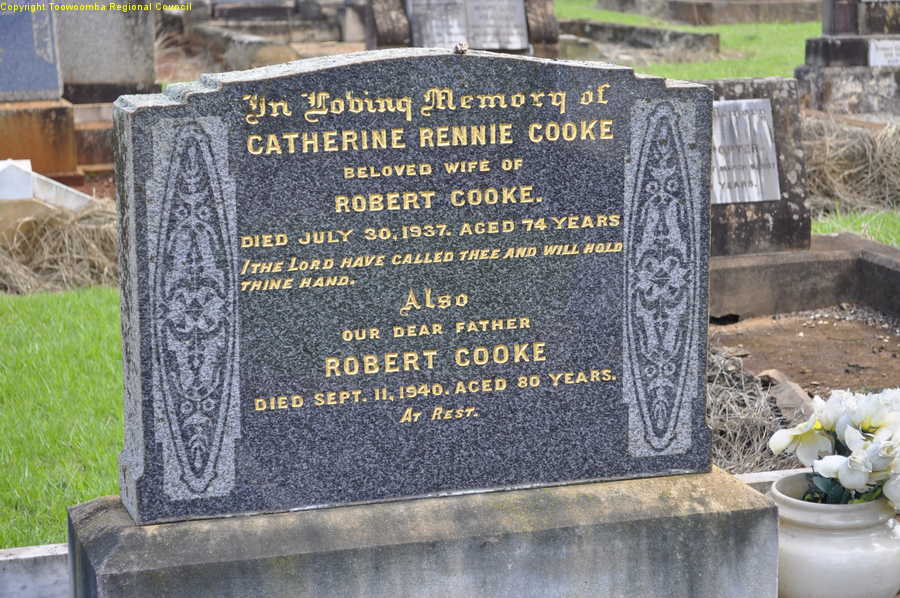 Copyright Toowoomba Regional Council
In Loving Memory of
CATHERINE RENNIE COOKE
BELOVED WIFE OF
ROBERT COOKE.
DIED JULY 30, 1937. AGED 74 YEARS
I THE LORD HAVE CALLED THEE AND WILL HOLD
THINE HAND.
Also
OUR DEAR FATHER
ROBERT COOKE
DIED SEPT. 11, 1940. AGED 80 YEARS.
AT REST.
YEARS.